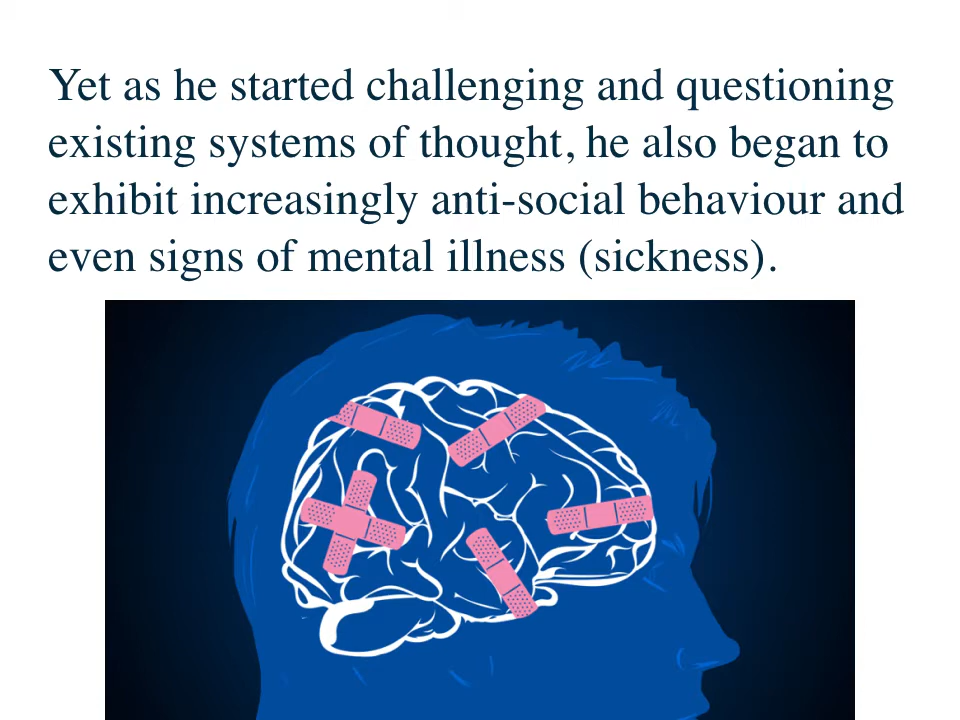 Yet as he started challenging and questioning
existing systems of thought, he also began to
exhibit increasingly anti-social behaviour and
even signs of mental illness (sickness).